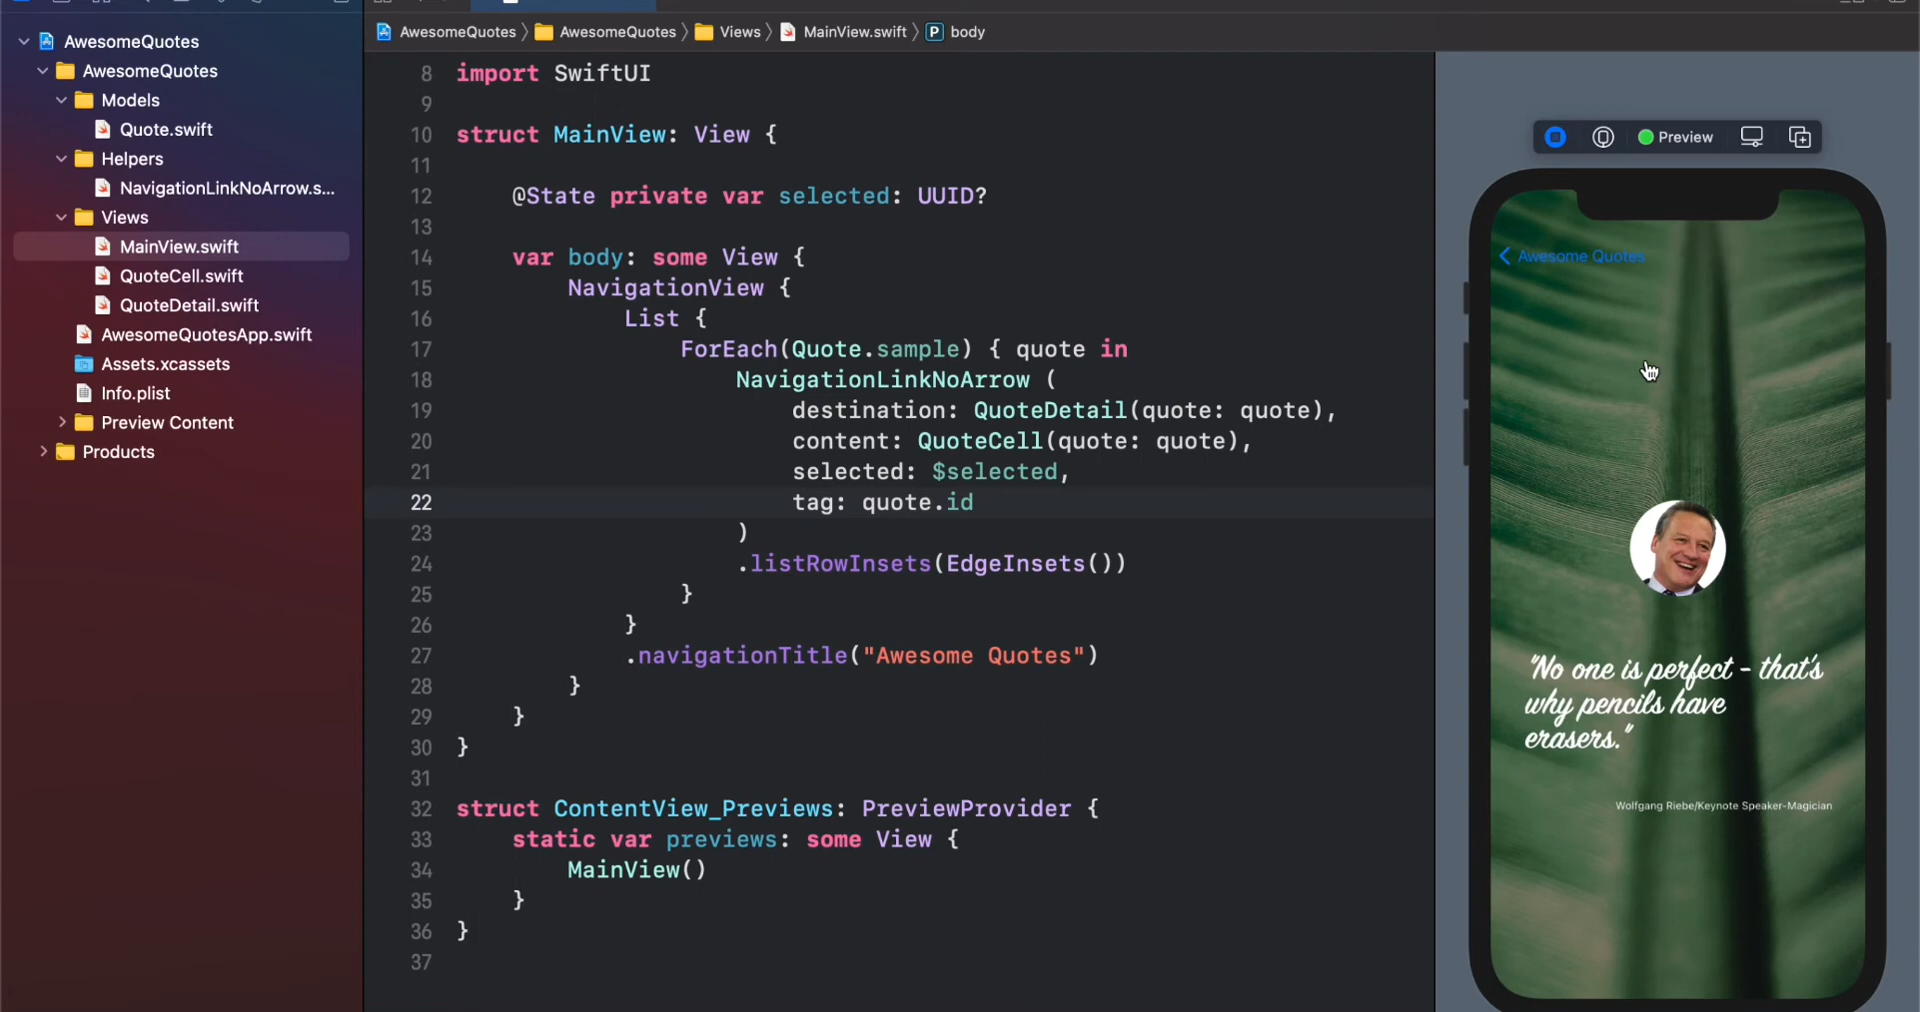 AwesomeQuotes
AwesomeQuotes
Models
Quote.swift
Helpers
NavigationLinkNoArrow.s...
Views
MainView.swift
QuoteCell.swift
QuoteDetail.swift
AwesomeQuotesApp.swift
Assets.xcassets
Info.plist
Preview Content
Products
AwesomeQuotes 〉 AwesomeQuotes 〉 Views 〉 MainView.swift 〉 P body
8 import SwiftUI
9
10 struct MainView: View {
11
12 @State private var selected: UUID?
13
14 var body: some View {
15 NavigationView {
16 List {
17 ForEach(Quote.sample) { quote in
18 NavigationLinkNoArrow (
19 destination: QuoteDetail(quote: quote),
20 content: QuoteCell(quote: quote),
21 selected: $selected,
22 tag: quote.id
23 )
24 .listRowInsets(EdgeInsets())
25 }
26 }
27 .navigationTitle("Awesome Quotes")
28 }
29 }
30 }
31
32 struct ContentView_Previews: PreviewProvider {
33 static var previews: some View {
34 MainView()
35 }
36 }
37
Preview
Awesome Quotes
"No one is perfect - that's
why pencils have
erasers."
Wolfgang Riebe/Keynote Speaker-Magician